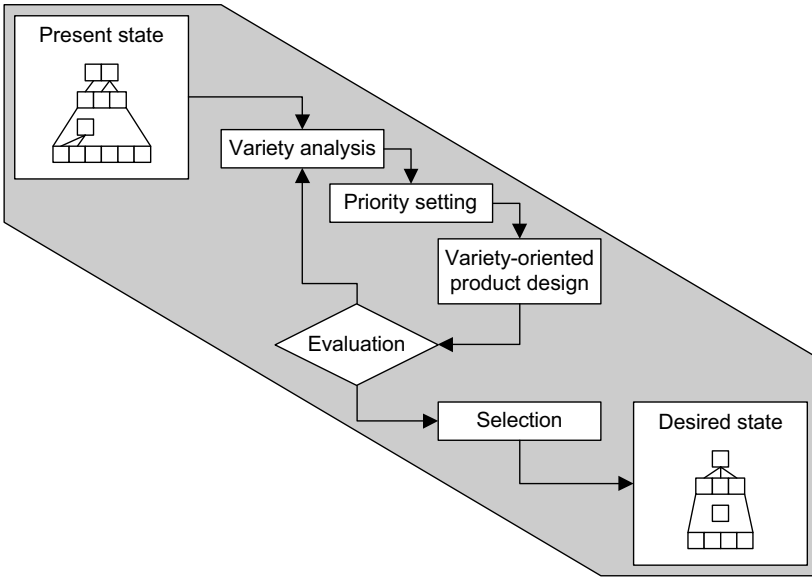 Present state
Variety analysis
Priority setting
Variety-oriented
product design
Evaluation
Selection
Desired state